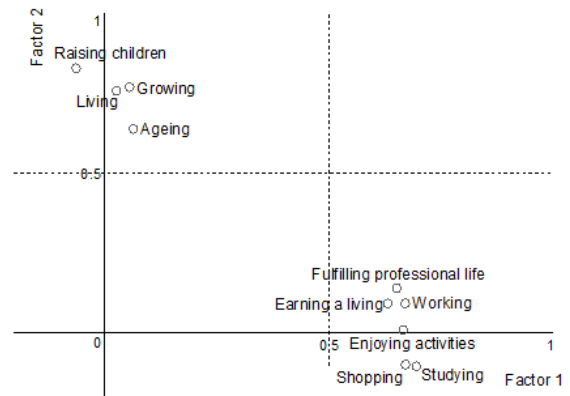 1
Factor 2
Raising children
Growing
Living
Ageing
0.5
Fulfilling professional life
Earning a living
Working
0
0.5
Enjoying activities
1
Shopping
Studying
Factor 1